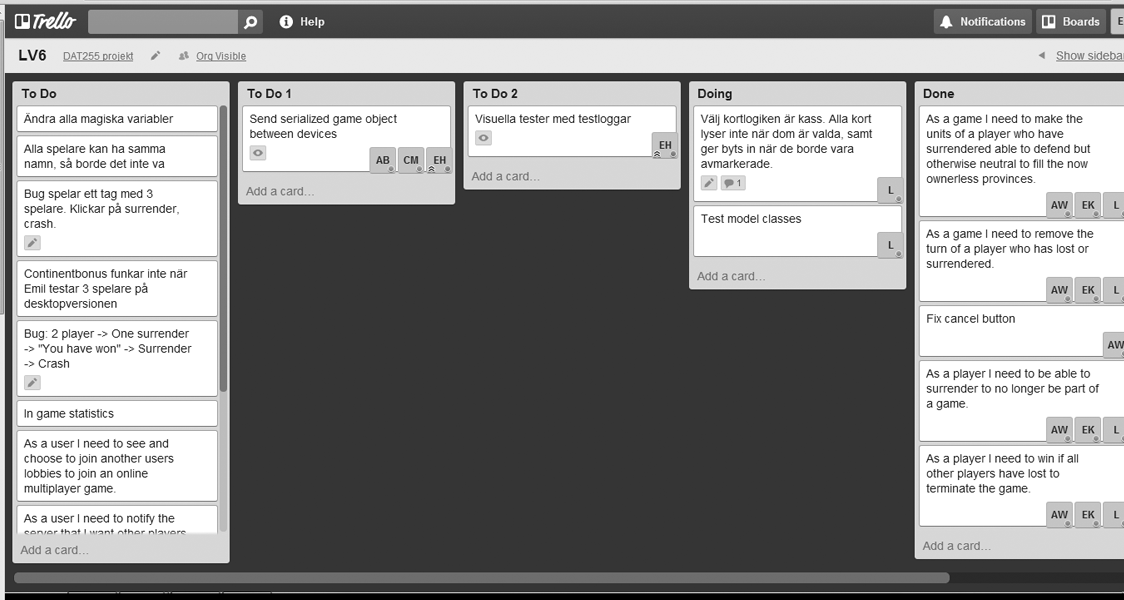 Trello
Help
Notifications
Boards
E
LV6
DAT255 projekt
Org Visible
Show sidebar
To Do
Ändra alla magiska variabler
Alla spelare kan ha samma
namn, så borde det inte va
Bug spelar ett tag med 3
spelare. Klickar på surrender,
crash.
Continentbonus funkar inte när
Emil testar 3 spelare på
desktopversionen
Bug: 2 player -> One surrender
-> "You have won" -> Surrender
-> Crash
In game statistics
As a user I need to see and
choose to join another users
lobbies to join an online
multiplayer game.
As a user I need to notify the
server that I want other players
Add a card...
To Do 1
Send serialized game object
between devices
AB CM EH
Add a card...
To Do 2
Visuella tester med testloggar
EH
Add a card...
Doing
Välj kortlogiken är kass. Alla kort
lyser inte när dom är valda, samt
ger byts in när de borde vara
avmarkerade.
1
L
Test model classes
L
Add a card...
Done
As a game I need to make the
units of a player who have
surrendered able to defend but
otherwise neutral to fill the now
ownerless provinces.
AW EK L
As a game I need to remove the
turn of a player who has lost or
surrendered.
AW EK L
Fix cancel button
AW
As a player I need to be able to
surrender to no longer be part of
a game.
AW EK L
As a player I need to win if all
other players have lost to
terminate the game.
AW EK L
Add a card...